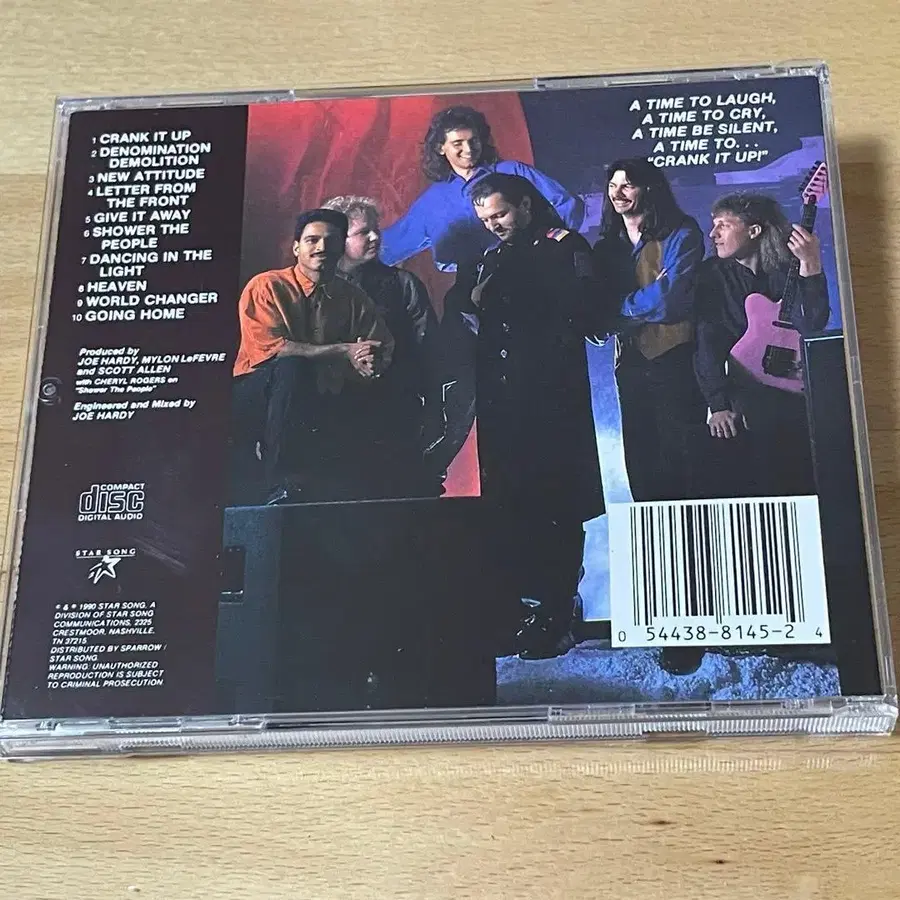 1 CRANK IT UP
2 DENOMINATION
DEMOLITION
3 NEW ATTITUDE
4 LETTER FROM
THE FRONT
5 GIVE IT AWAY
6 SHOWER THE
PEOPLE
7 DANCING IN THE
LIGHT
8 HEAVEN
9 WORLD CHANGER
10 GOING HOME
Produced by
JOE HARDY, MYLON LeFEVRE
and SCOTT ALLEN
with CHERYL ROGERS on
"Shower The People"
Engineered and Mixed by
JOE HARDY
COMPACT
disc
DIGITAL AUDIO
STAR SONG
℗ & © 1990 STAR SONG, A
DIVISION OF STAR SONG
COMMUNICATIONS, 2325
CRESTMOOR, NASHVILLE,
TN 37215
DISTRIBUTED BY SPARROW /
STAR SONG.
WARNING: UNAUTHORIZED
REPRODUCTION IS SUBJECT
TO CRIMINAL PROSECUTION
A TIME TO LAUGH,
A TIME TO CRY,
A TIME BE SILENT,
A TIME TO. . .
"CRANK IT UP!"
0 54438-8145-2 4